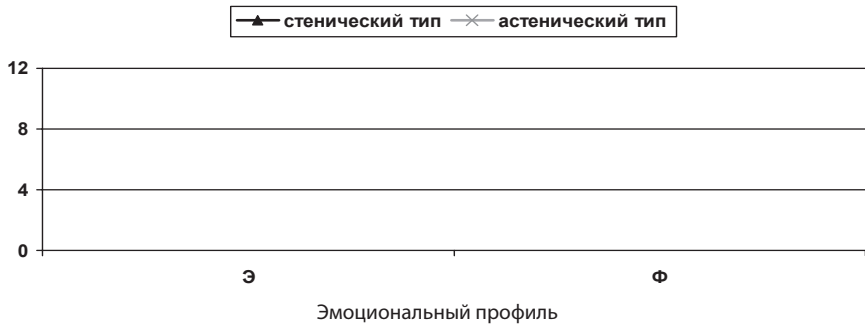 стенический тип астенический тип
12
8
4
0
Э Ф
Эмоциональный профиль